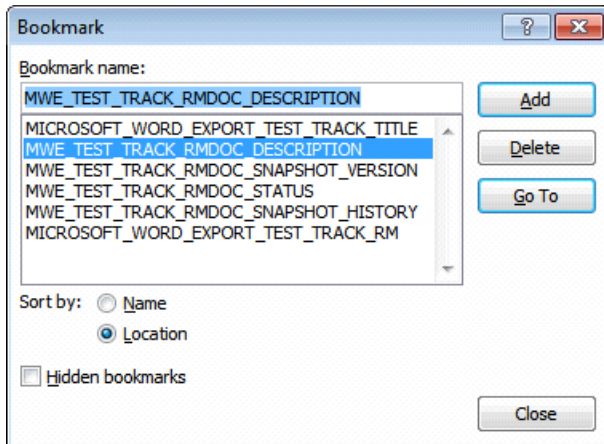 Bookmark
Bookmark name:
MWE_TEST_TRACK_RMDOC_DESCRIPTION
Add
MICROSOFT_WORD_EXPORT_TEST_TRACK_TITLE
MWE_TEST_TRACK_RMDOC_DESCRIPTION
Delete
MWE_TEST_TRACK_RMDOC_SNAPSHOT_VERSION
MWE_TEST_TRACK_RMDOC_STATUS
Go To
MWE_TEST_TRACK_RMDOC_SNAPSHOT_HISTORY
MICROSOFT_WORD_EXPORT_TEST_TRACK_RM
Sort by: Name
Location
Hidden bookmarks
Close